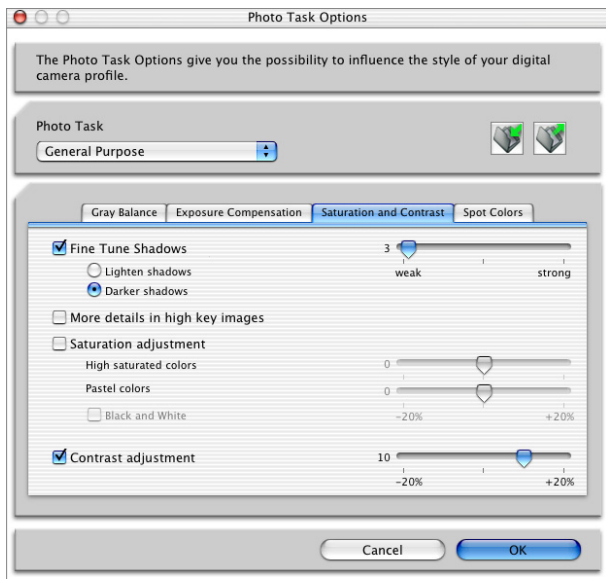 Photo Task Options
The Photo Task Options give you the possibility to influence the style of your digital
camera profile.
Photo Task
General Purpose
Gray Balance Exposure Compensation Saturation and Contrast Spot Colors
Fine Tune Shadows 3
Lighten shadows weak strong
Darker shadows
More details in high key images
Saturation adjustment
High saturated colors 0
Pastel colors 0
Black and White -20% +20%
Contrast adjustment 10
-20% +20%
Cancel OK